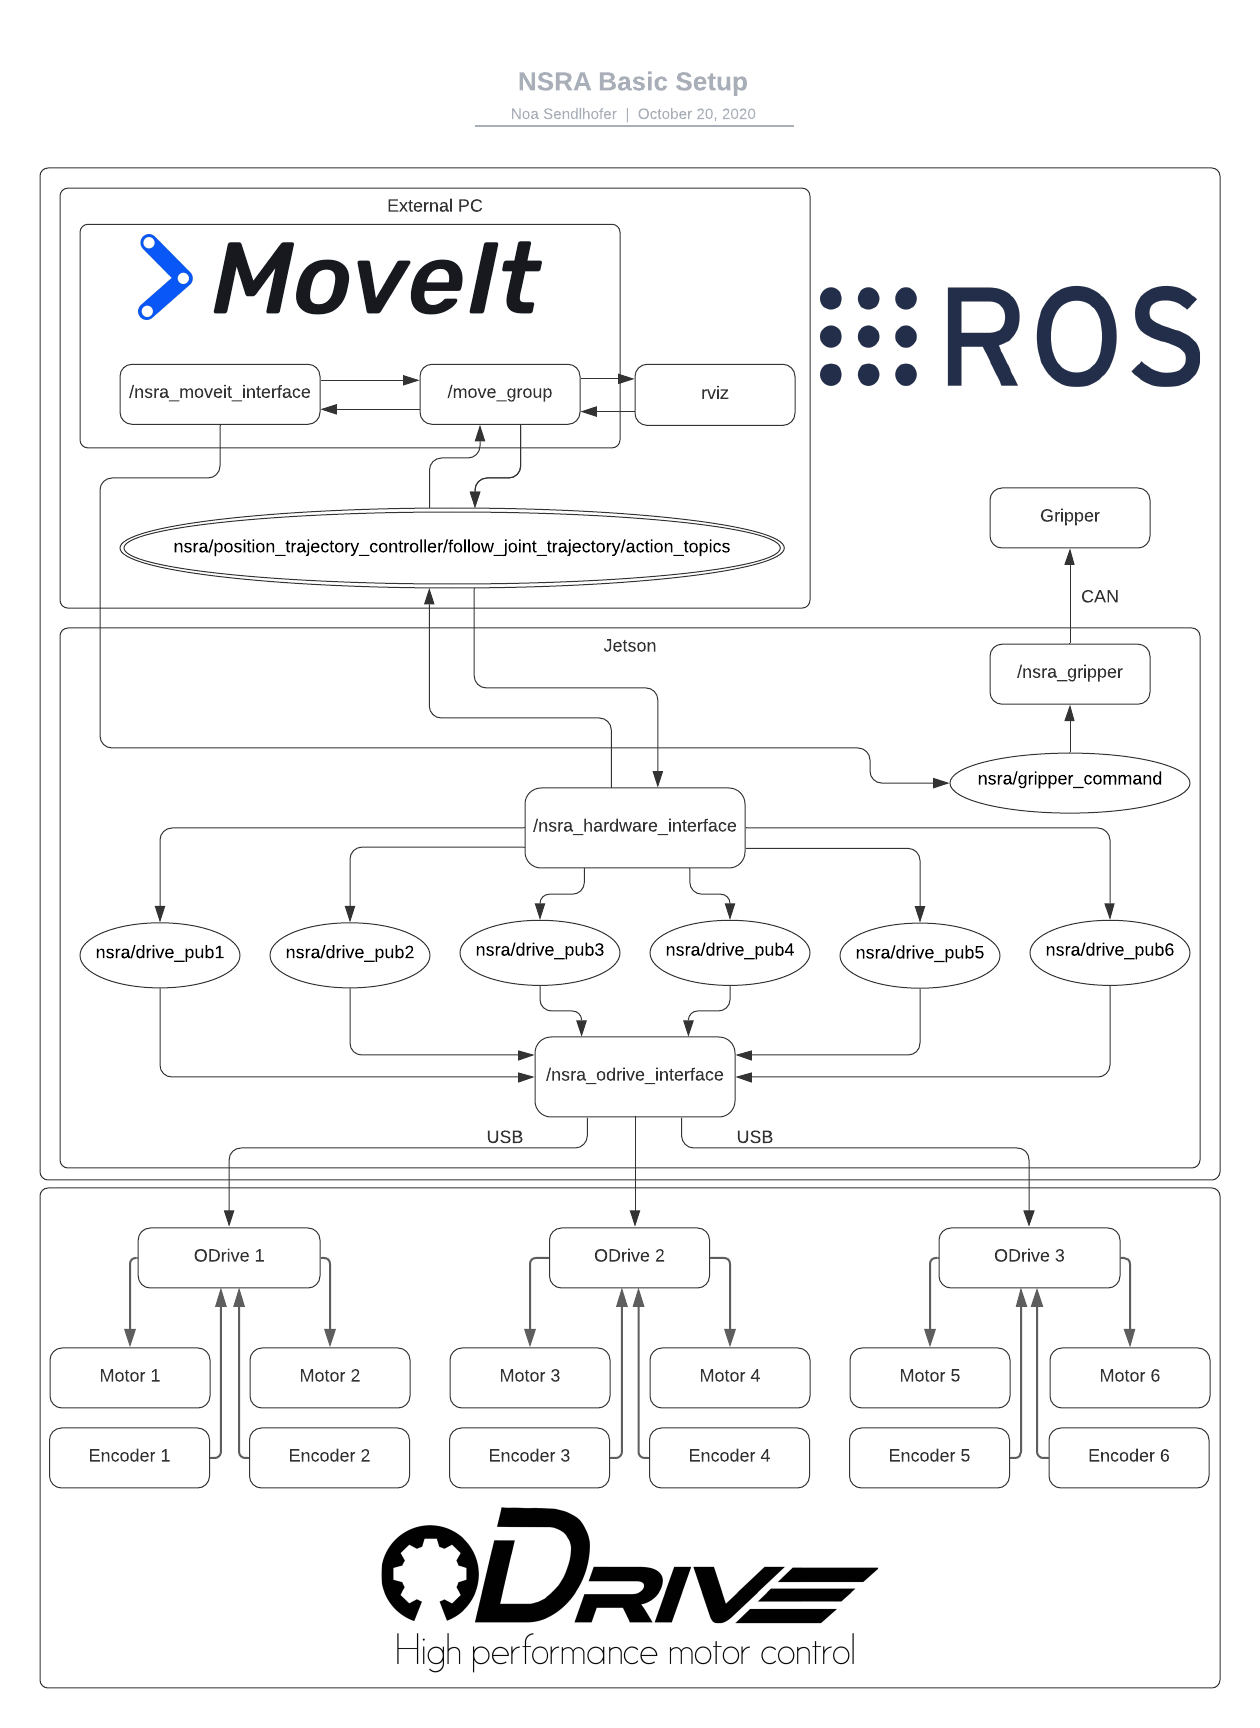 NSRA Basic Setup
Noa Sendlhofer | October 20, 2020
External PC
MoveIt
ROS
/nsra_moveit_interface
/move_group
rviz
Gripper
nsra/position_trajectory_controller/follow_joint_trajectory/action_topics
CAN
Jetson
/nsra_gripper
nsra/gripper_command
/nsra_hardware_interface
nsra/drive_pub1
nsra/drive_pub2
nsra/drive_pub3
nsra/drive_pub4
nsra/drive_pub5
nsra/drive_pub6
/nsra_odrive_interface
USB
USB
ODrive 1
ODrive 2
ODrive 3
Motor 1
Motor 2
Motor 3
Motor 4
Motor 5
Motor 6
Encoder 1
Encoder 2
Encoder 3
Encoder 4
Encoder 5
Encoder 6
ODRIVE
High performance motor control